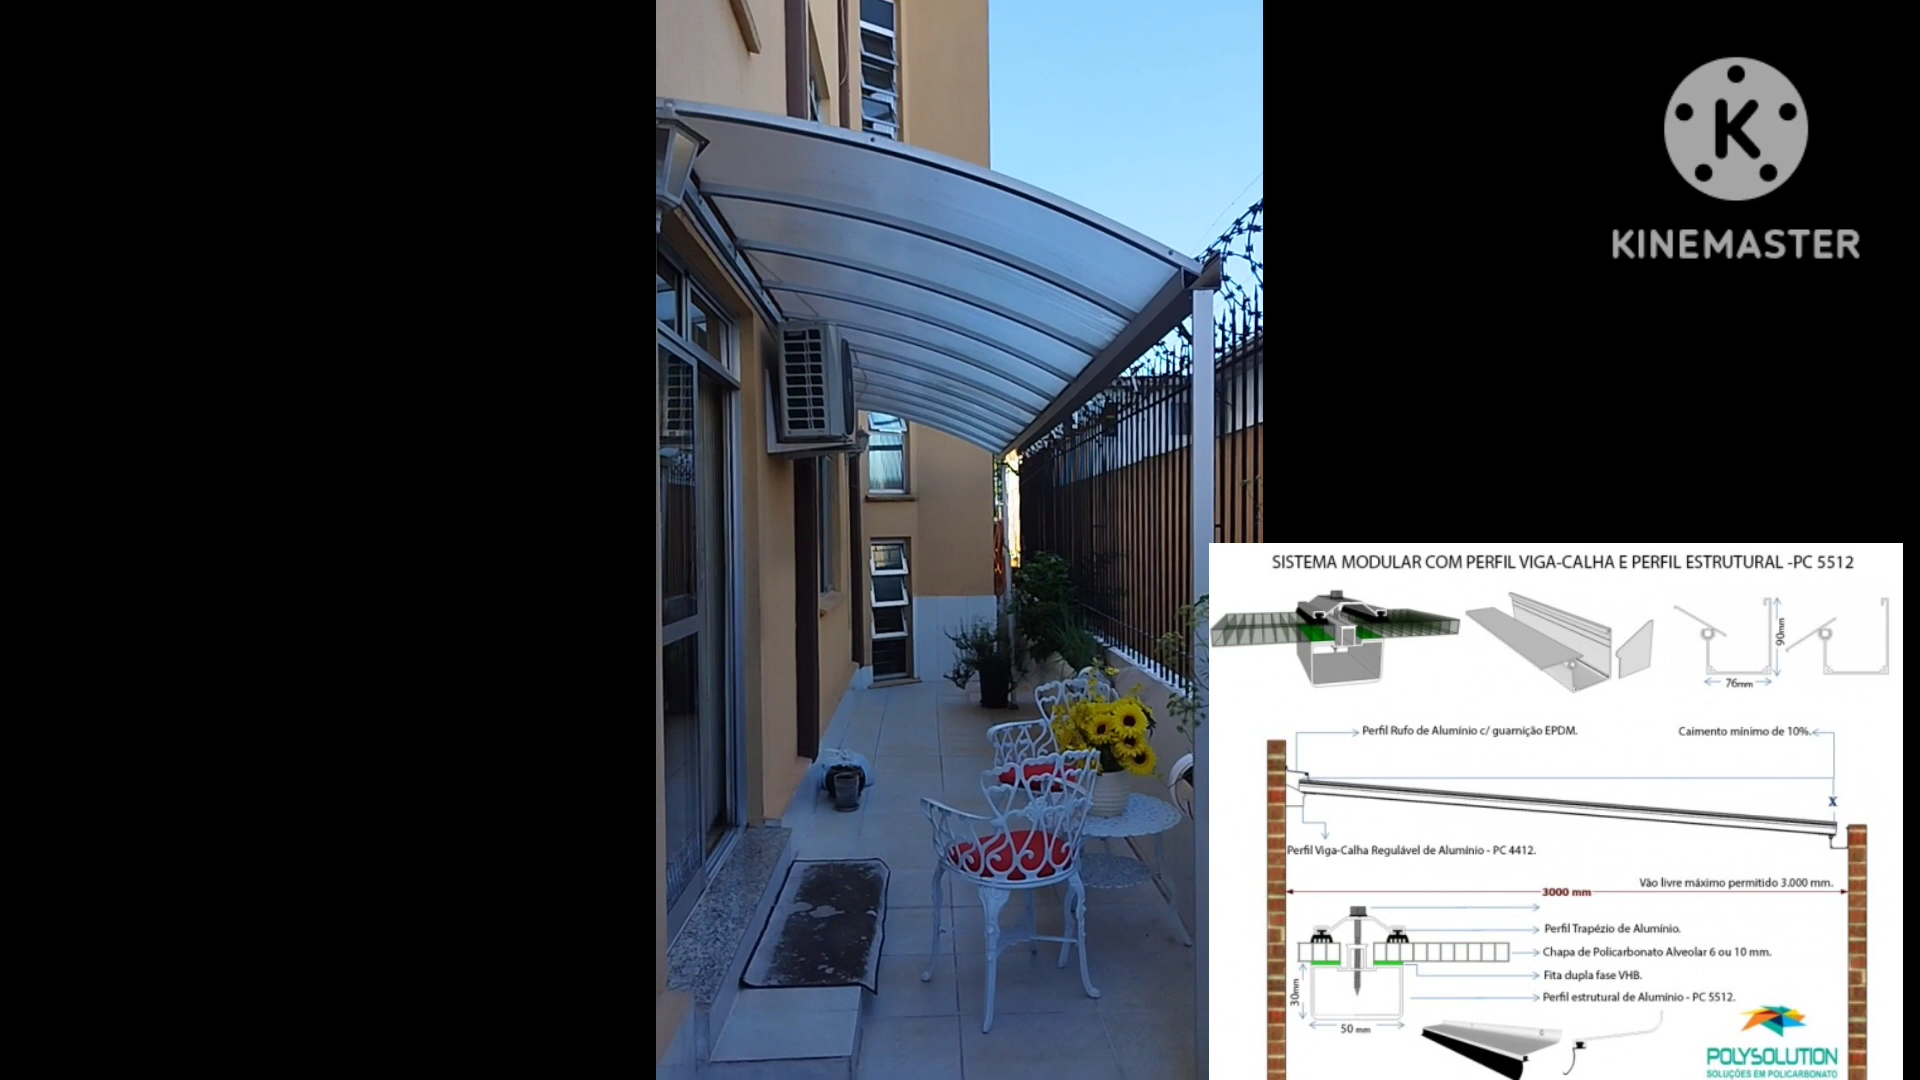 KINEMASTER
SISTEMA MODULAR COM PERFIL VIGA-CALHA E PERFIL ESTRUTURAL -PC 5512
90mm
76mm
Perfil Rufo de Alumínio c/ guarnição EPDM.
Caimento mínimo de 10%.
X
Perfil Viga-Calha Regulável de Alumínio - PC 4412.
Vão livre máximo permitido 3.000 mm.
3000 mm
Perfil Trapézio de Alumínio.
Chapa de Policarbonato Alveolar 6 ou 10 mm.
Fita dupla fase VHB.
30mm
Perfil estrutural de Alumínio - PC 5512.
50 mm
POLYSOLUTION
SOLUÇÕES EM POLICARBONATO